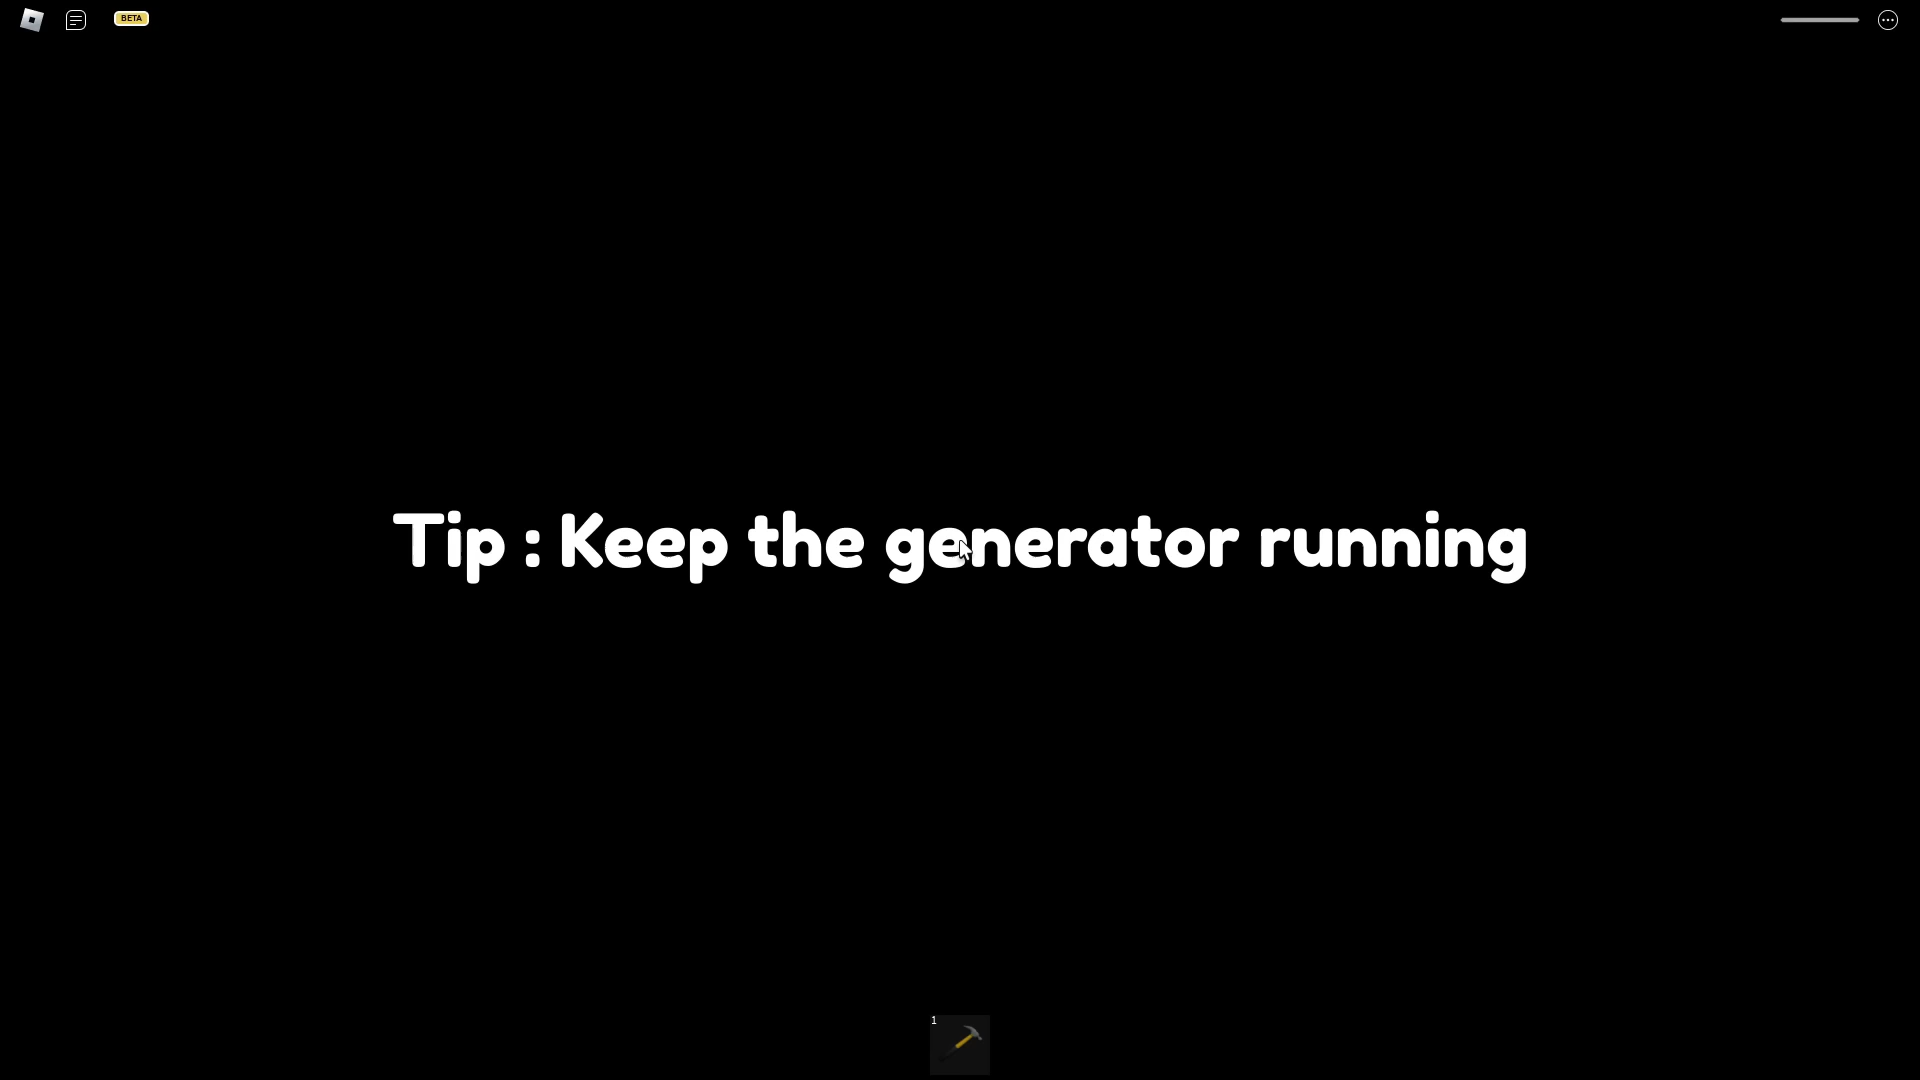 BETA
Tip : Keep the generator running
1